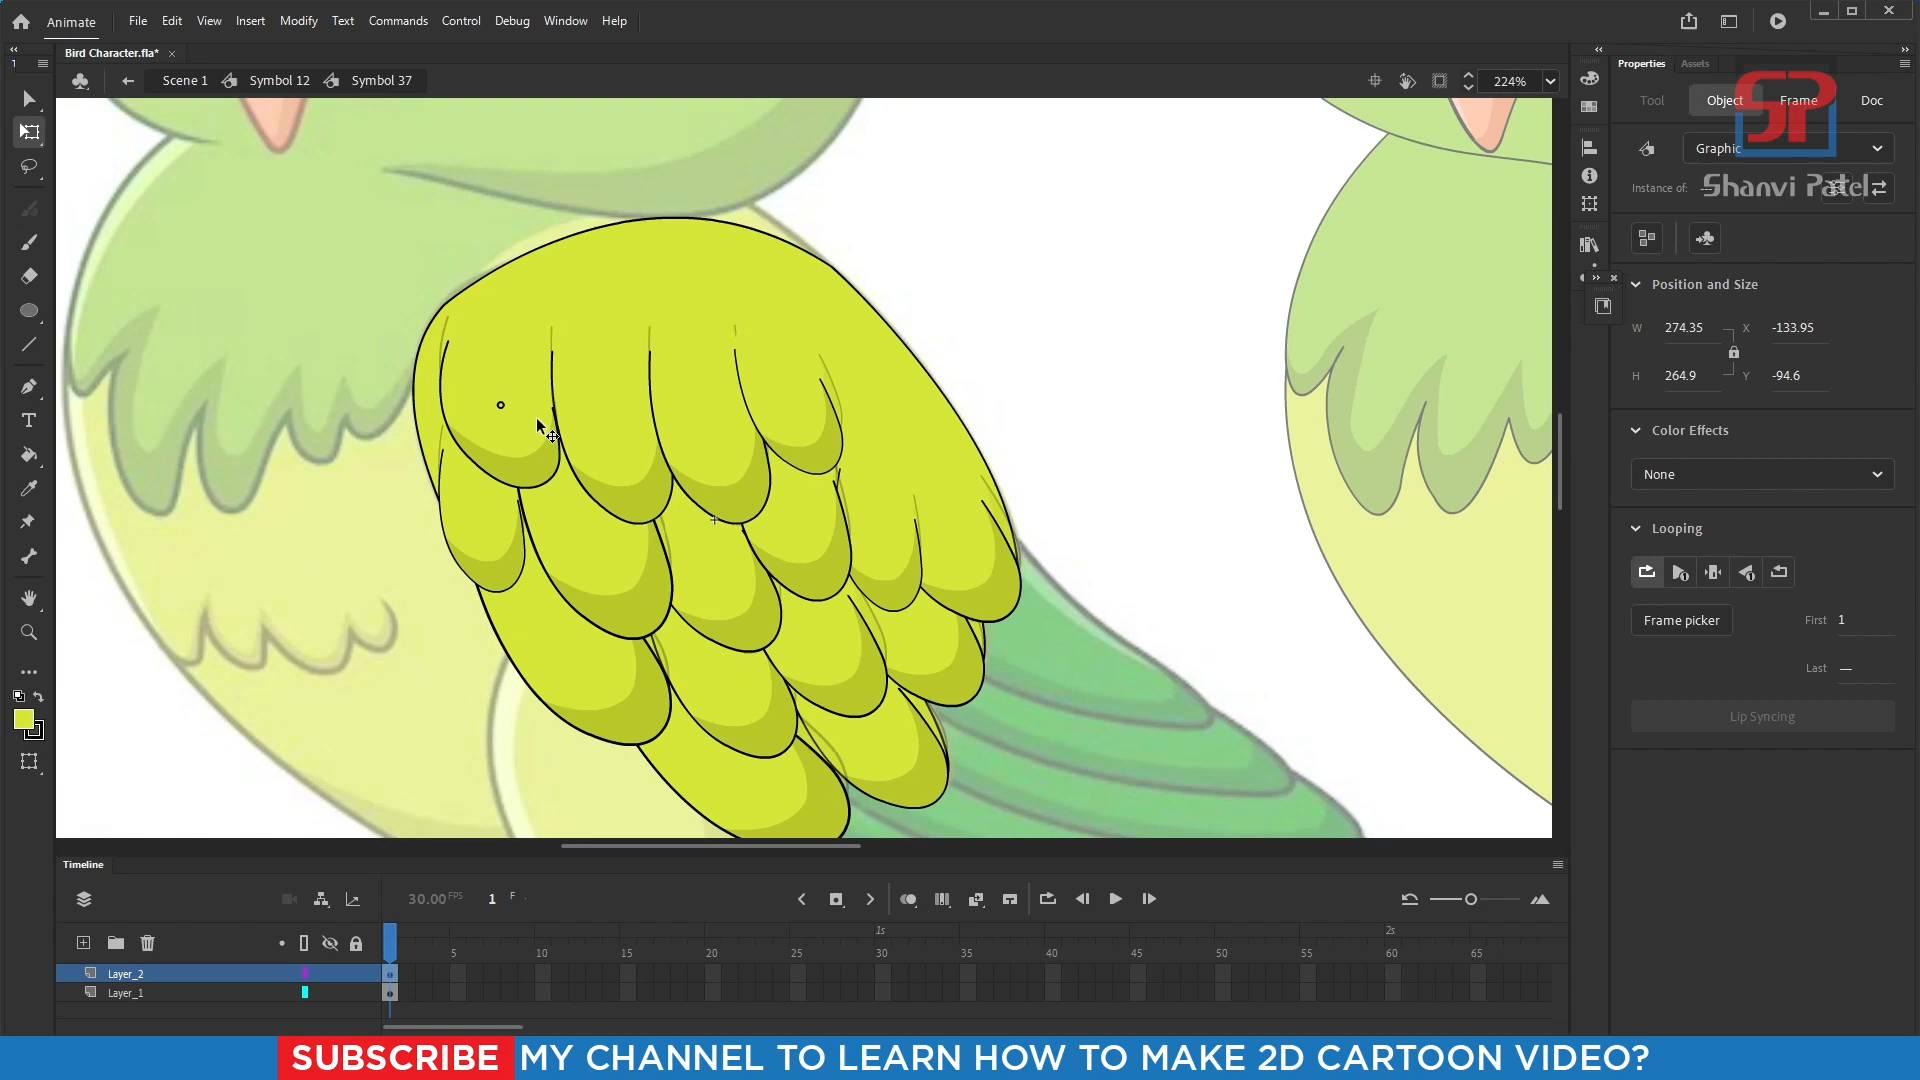 Animate
File Edit View Insert Modify Text Commands Control Debug Window Help
Bird Character.fla*
Scene 1 Symbol 12 Symbol 37
224%
Properties Assets
Tool Object Frame Doc
SP
Graphic
Instance of:
Shanvi Patel
Position and Size
W 274.35 X -133.95
H 264.9 Y -94.6
Color Effects
None
Looping
Frame picker First 1
Last —
Lip Syncing
Timeline
30.00 FPS 1 F
1s 2s
5 10 15 20 25 30 35 40 45 50 55 60 65
Layer_2
Layer_1
SUBSCRIBE MY CHANNEL TO LEARN HOW TO MAKE 2D CARTOON VIDEO?